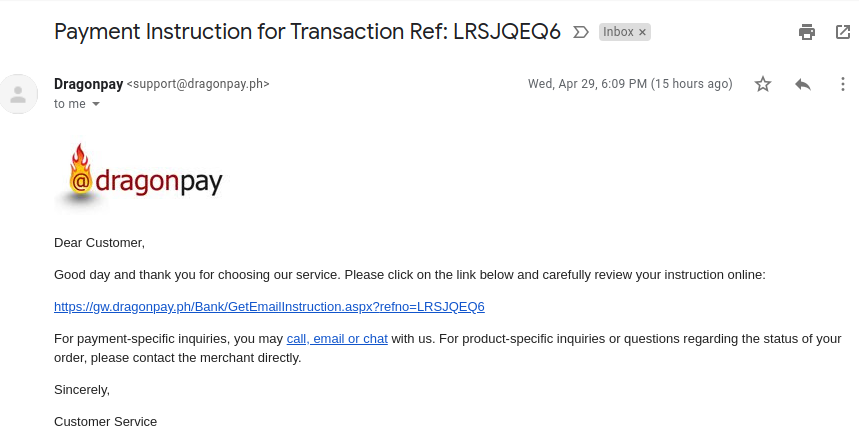 Payment Instruction for Transaction Ref: LRSJQEQ6 Inbox ×
Dragonpay <support@dragonpay.ph> Wed, Apr 29, 6:09 PM (15 hours ago)
to me
@dragonpay
Dear Customer,
Good day and thank you for choosing our service. Please click on the link below and carefully review your instruction online:
https://gw.dragonpay.ph/Bank/GetEmailInstruction.aspx?refno=LRSJQEQ6
For payment-specific inquiries, you may call, email or chat with us. For product-specific inquiries or questions regarding the status of your
order, please contact the merchant directly.
Sincerely,
Customer Service